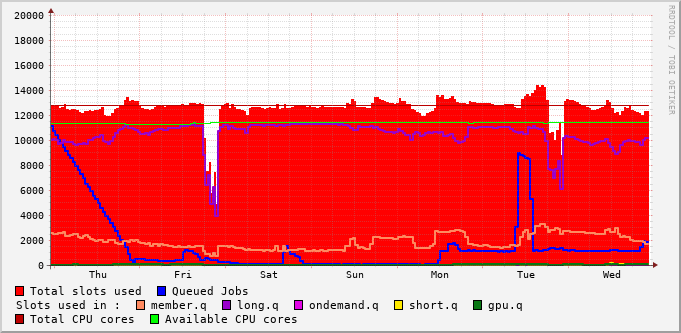 20000
18000
16000
14000
12000
10000
8000
6000
4000
2000
0
Thu Fri Sat Sun Mon Tue Wed
RRDTOOL / TOBI OETIKER
Total slots used Queued Jobs
Slots used in : member.q long.q ondemand.q short.q gpu.q
Total CPU cores Available CPU cores